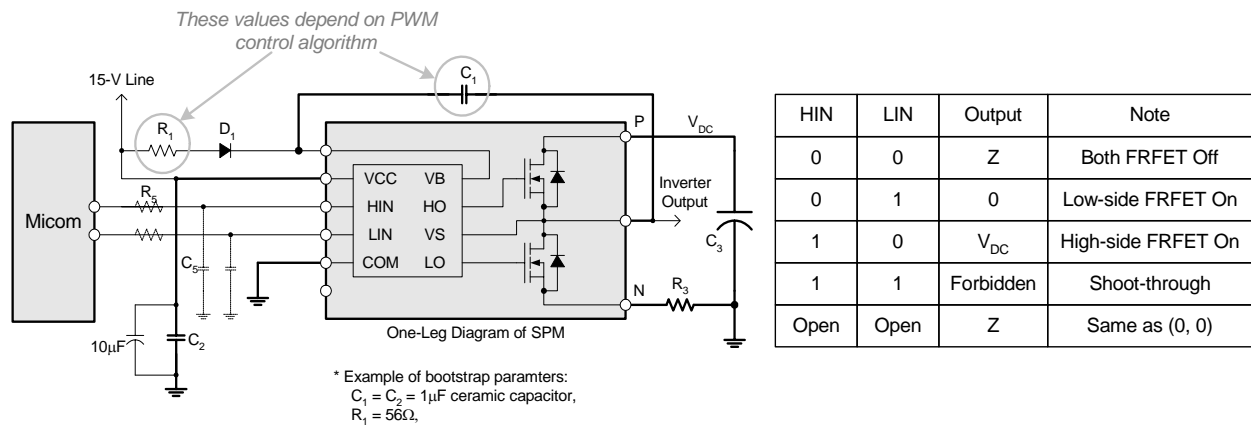 These values depend on PWM
control algorithm
15-V Line
R1
D1
C1
P
VDC
Micom
R5
C5
10μF
C2
VCC
VB
HIN
HO
LIN
VS
COM
LO
Inverter
Output
C3
N
R3
One-Leg Diagram of SPM
* Example of bootstrap paramters:
C1 = C2 = 1μF ceramic capacitor,
R1 = 56Ω,
HIN LIN Output Note
0 0 Z Both FRFET Off
0 1 0 Low-side FRFET On
1 0 VDC High-side FRFET On
1 1 Forbidden Shoot-through
Open Open Z Same as (0, 0)